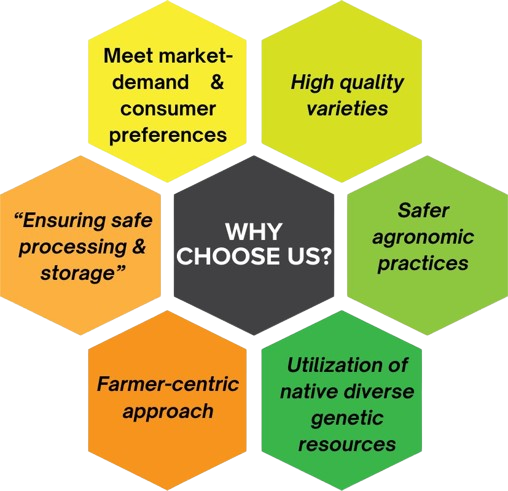 Meet market-
demand &
consumer
preferences
High quality
varieties
“Ensuring safe
processing &
storage”
WHY
CHOOSE US?
Safer
agronomic
practices
Farmer-centric
approach
Utilization of
native diverse
genetic
resources